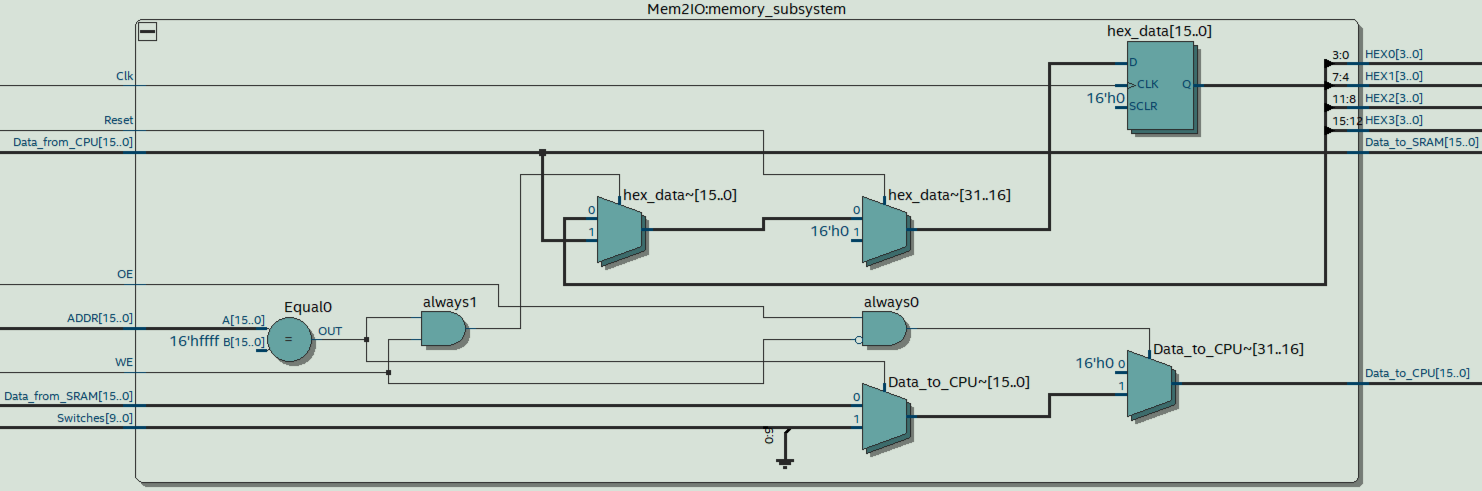 Mem2IO:memory_subsystem
hex_data[15..0]
D
CLK
Q
16'h0
SCLR
3:0
HEX0[3..0]
7:4
HEX1[3..0]
11:8
HEX2[3..0]
15:12
HEX3[3..0]
Clk
Reset
Data_from_CPU[15..0]
Data_to_SRAM[15..0]
hex_data~[15..0]
0
1
hex_data~[31..16]
0
16'h0
1
OE
ADDR[15..0]
Equal0
A[15..0]
16'hffff
B[15..0]
=
OUT
always1
always0
WE
Data_to_CPU~[31..16]
16'h0
0
1
Data_to_CPU[15..0]
Data_to_CPU~[15..0]
Data_from_SRAM[15..0]
0
Switches[9..0]
1